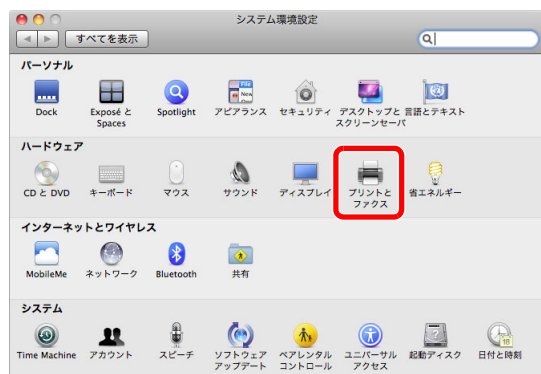 システム環境設定
すべてを表示
パーソナル
Dock
Exposé と
Spaces
Spotlight
アピアランス
セキュリティ
デスクトップと
スクリーンセーバ
言語とテキスト
ハードウェア
CD と DVD
キーボード
マウス
サウンド
ディスプレイ
プリントと
ファクス
省エネルギー
インターネットとワイヤレス
MobileMe
ネットワーク
Bluetooth
共有
システム
Time Machine
アカウント
スピーチ
ソフトウェア
アップデート
ペアレンタル
コントロール
ユニバーサル
アクセス
起動ディスク
日付と時刻